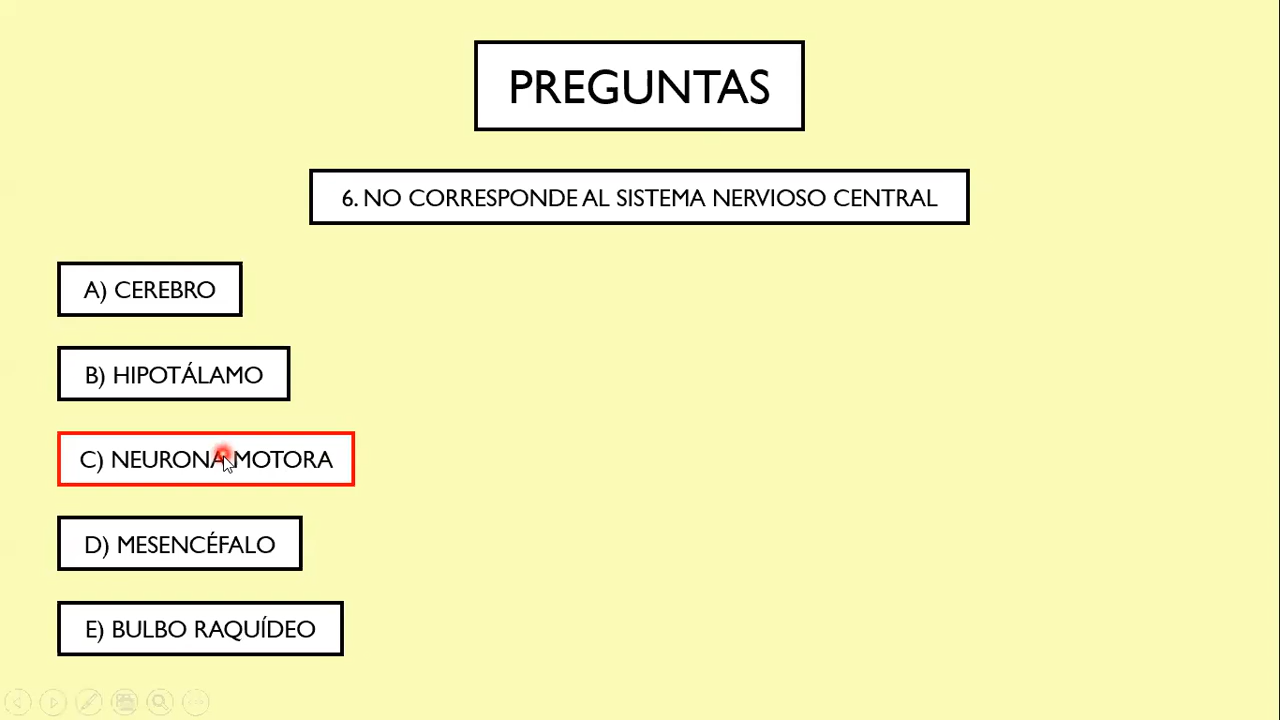 PREGUNTAS
6. NO CORRESPONDE AL SISTEMA NERVIOSO CENTRAL
A) CEREBRO
B) HIPOTÁLAMO
C) NEURONA MOTORA
D) MESENCÉFALO
E) BULBO RAQUÍDEO